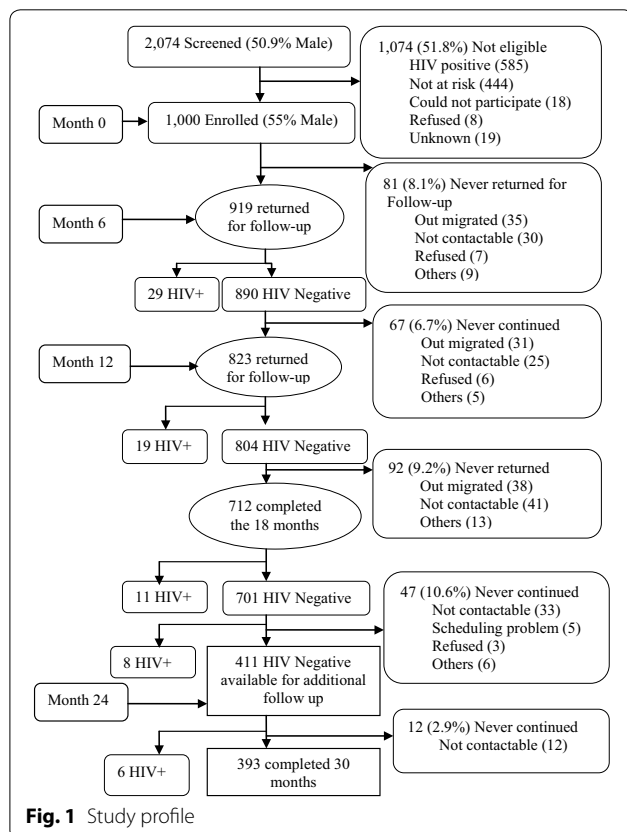 2,074 Screened (50.9% Male)
1,074 (51.8%) Not eligible
HIV positive (585)
Not at risk (444)
Could not participate (18)
Refused (8)
Unknown (19)
Month 0
1,000 Enrolled (55% Male)
81 (8.1%) Never returned for
Follow-up
Out migrated (35)
Not contactable (30)
Refused (7)
Others (9)
Month 6
919 returned
for follow-up
29 HIV+
890 HIV Negative
67 (6.7%) Never continued
Out migrated (31)
Not contactable (25)
Refused (6)
Others (5)
Month 12
823 returned
for follow-up
19 HIV+
804 HIV Negative
92 (9.2%) Never returned
Out migrated (38)
Not contactable (41)
Others (13)
712 completed
the 18 months
11 HIV+
701 HIV Negative
47 (10.6%) Never continued
Not contactable (33)
Scheduling problem (5)
Refused (3)
Others (6)
8 HIV+
411 HIV Negative
available for additional
follow up
Month 24
12 (2.9%) Never continued
Not contactable (12)
6 HIV+
393 completed 30
months
Fig. 1 Study profile